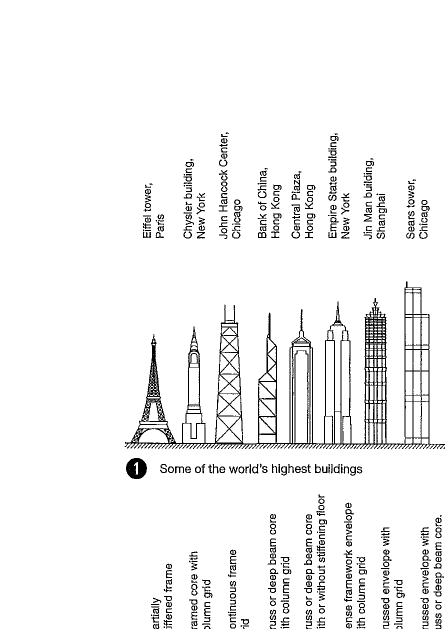 Eiffel tower,
Paris
Chysler building,
New York
John Hancock Center,
Chicago
Bank of China,
Hong Kong
Central Plaza,
Hong Kong
Empire State building,
New York
Jin Man building,
Shanghai
Sears tower,
Chicago
1 Some of the world's highest buildings
artially
iffened frame
ramed core with
olumn grid
ontinuous frame
rid
russ or deep beam core
ith column grid
russ or deep beam core
ith or without stiffening floor
ense framework envelope
ith column grid
russed envelope with
olumn grid
ussed envelope with
uss or deep beam core.